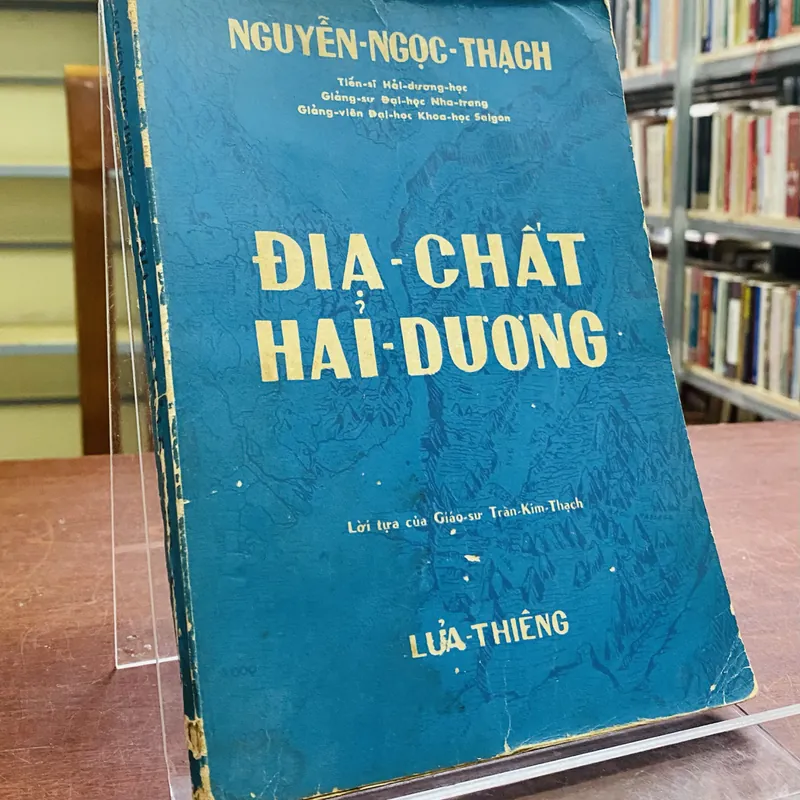 NGUYỄN-NGỌC-THẠCH
Tiến-sĩ Hải-dương-học
Giảng-sư Đại-học Nha-trang
Giảng-viên Đại-học Khoa-học Saigon
ĐỊA-CHẤT
HẢI-DƯƠNG
Lời tựa của Giáo-sư Trần-Kim-Thạch
LỬA-THIÊNG